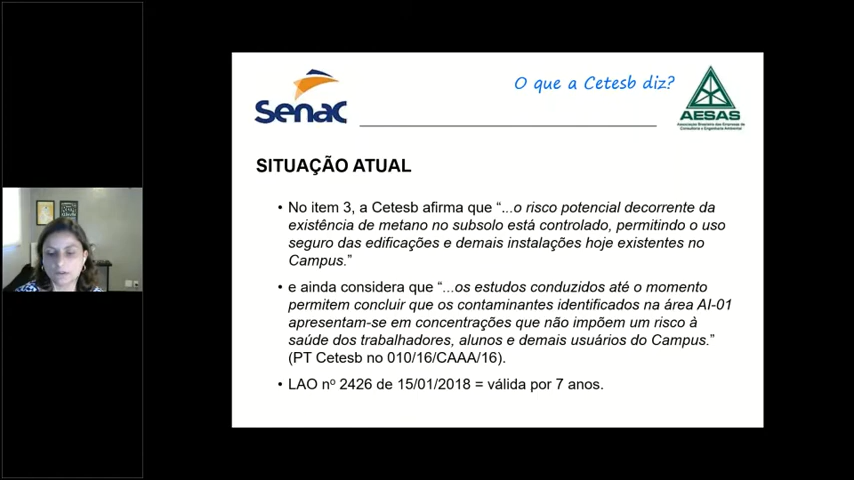 senac
O que a Cetesb diz?
AESAS
SITUAÇÃO ATUAL
• No item 3, a Cetesb afirma que “...o risco potencial decorrente da
existência de metano no subsolo está controlado, permitindo o uso
seguro das edificações e demais instalações hoje existentes no
Campus.”
• e ainda considera que “...os estudos conduzidos até o momento
permitem concluir que os contaminantes identificados na área AI-01
apresentam-se em concentrações que não impõem um risco à
saúde dos trabalhadores, alunos e demais usuários do Campus.”
(PT Cetesb no 010/16/CAAA/16).
• LAO nº 2426 de 15/01/2018 = válida por 7 anos.